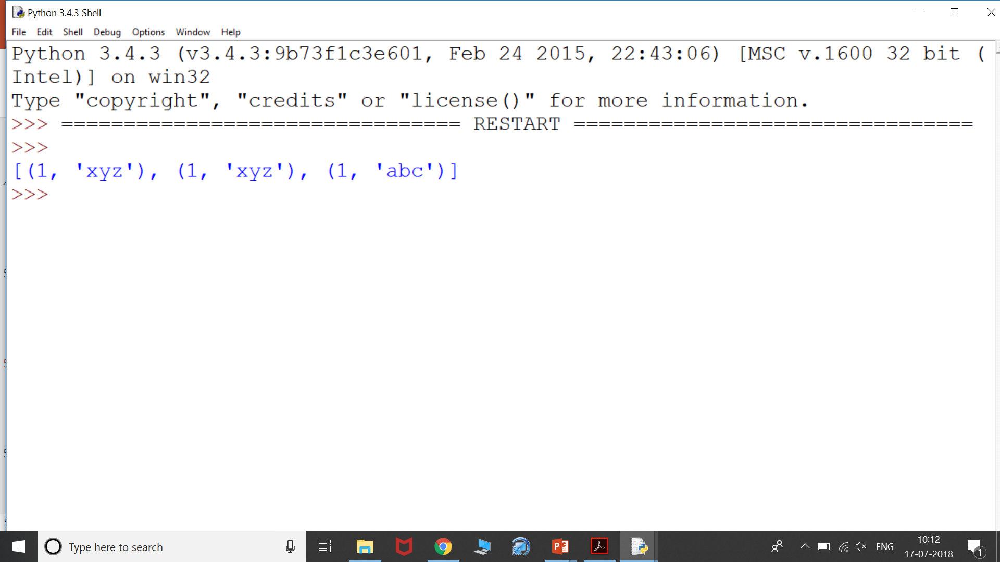 Python 3.4.3 Shell
File Edit Shell Debug Options Window Help
Python 3.4.3 (v3.4.3:9b73f1c3e601, Feb 24 2015, 22:43:06) [MSC v.1600 32 bit (
Intel)] on win32
Type "copyright", "credits" or "license()" for more information.
>>> ================================ RESTART ================================
>>>
[(1, 'xyz'), (1, 'xyz'), (1, 'abc')]
>>>
Type here to search
ENG
10:12
17-07-2018
1